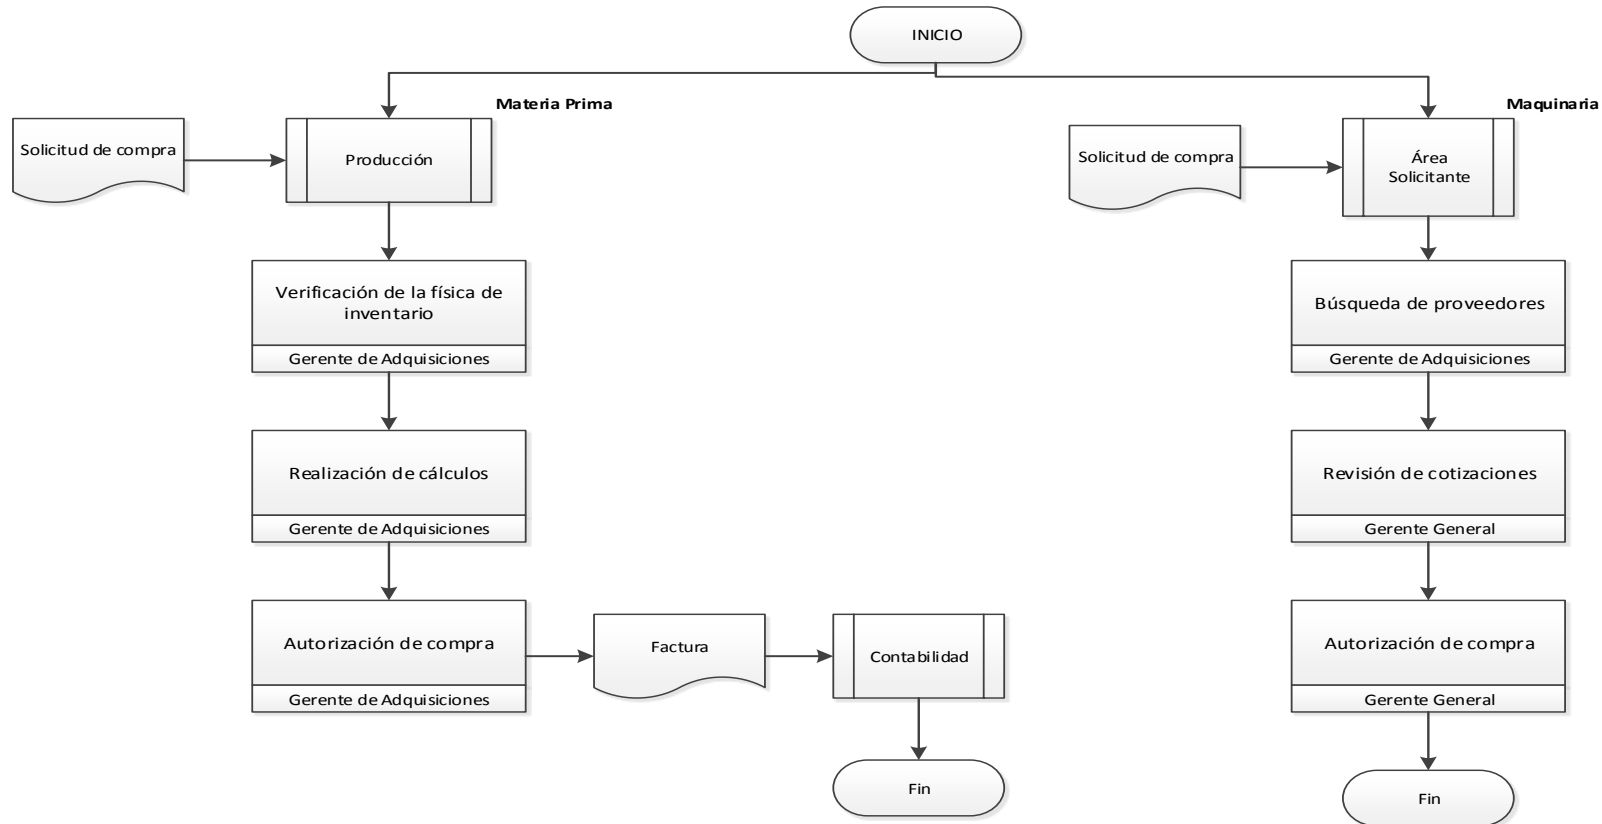 INICIO
Materia Prima
Maquinaria
Solicitud de compra
Producción
Solicitud de compra
Área
Solicitante
Verificación de la física de
inventario
Gerente de Adquisiciones
Búsqueda de proveedores
Gerente de Adquisiciones
Realización de cálculos
Gerente de Adquisiciones
Revisión de cotizaciones
Gerente General
Autorización de compra
Gerente de Adquisiciones
Factura
Contabilidad
Autorización de compra
Gerente General
Fin
Fin